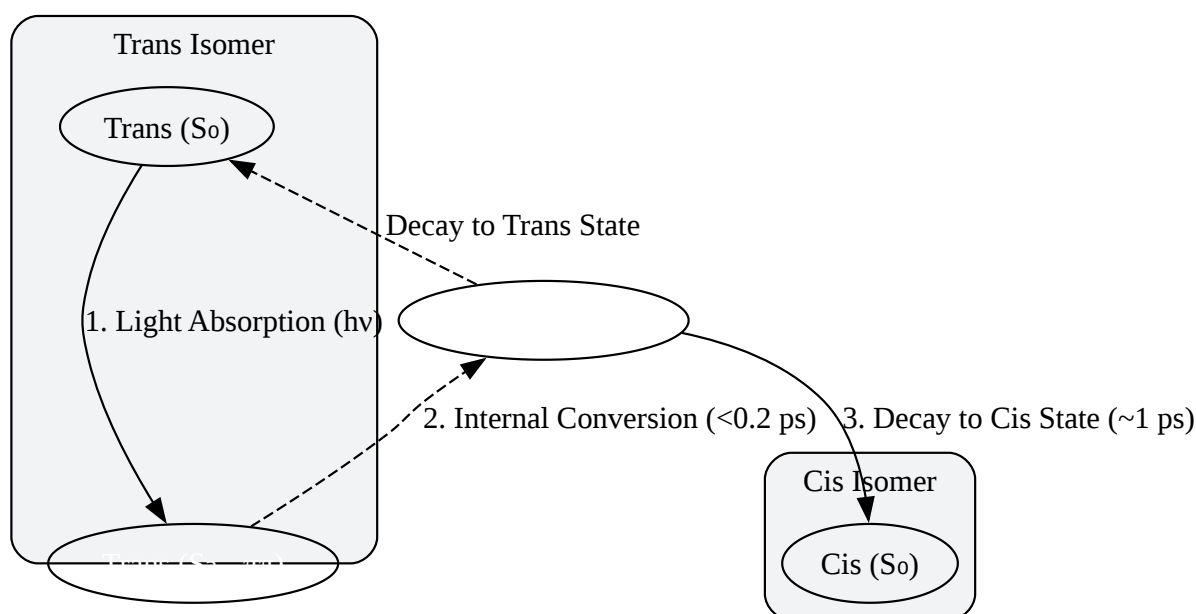 Trans Isomer
Trans (S₀)
Decay to Trans State
1. Light Absorption (hν)
2. Internal Conversion (<0.2 ps)
3. Decay to Cis State (~1 ps)
Cis Isomer
Cis (S₀)